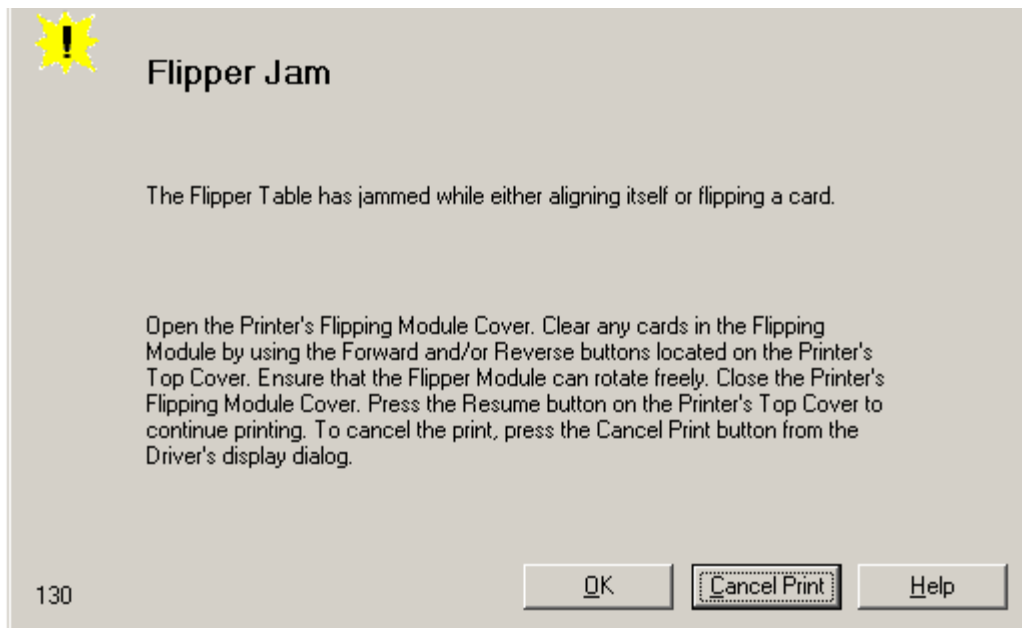 Flipper Jam
The Flipper Table has jammed while either aligning itself or flipping a card.
Open the Printer's Flipping Module Cover. Clear any cards in the Flipping
Module by using the Forward and/or Reverse buttons located on the Printer's
Top Cover. Ensure that the Flipper Module can rotate freely. Close the Printer's
Flipping Module Cover. Press the Resume button on the Printer's Top Cover to
continue printing. To cancel the print, press the Cancel Print button from the
Driver's display dialog.
130 OK Cancel Print Help